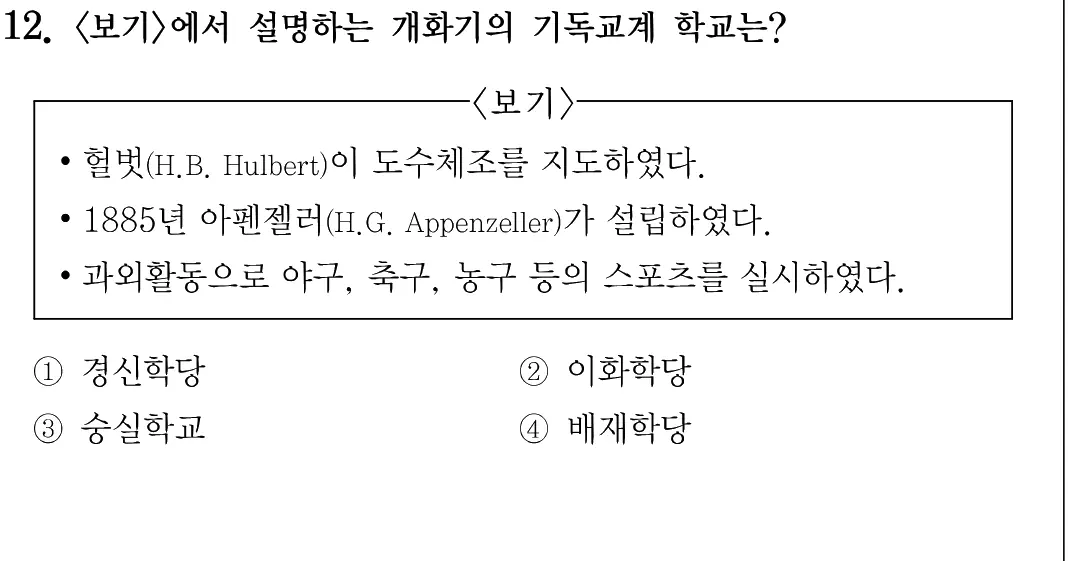 12. 〈보기〉에서 설명하는 개화기의 기독교계 학교는?
〈보기〉
• 헐벗(H.B. Hulbert)이 도수체조를 지도하였다.
• 1885년 아펜젤러(H.G. Appenzeller)가 설립하였다.
• 과외활동으로 야구, 축구, 농구 등의 스포츠를 실시하였다.
① 경신학당 ② 이화학당
③ 숭실학교 ④ 배재학당